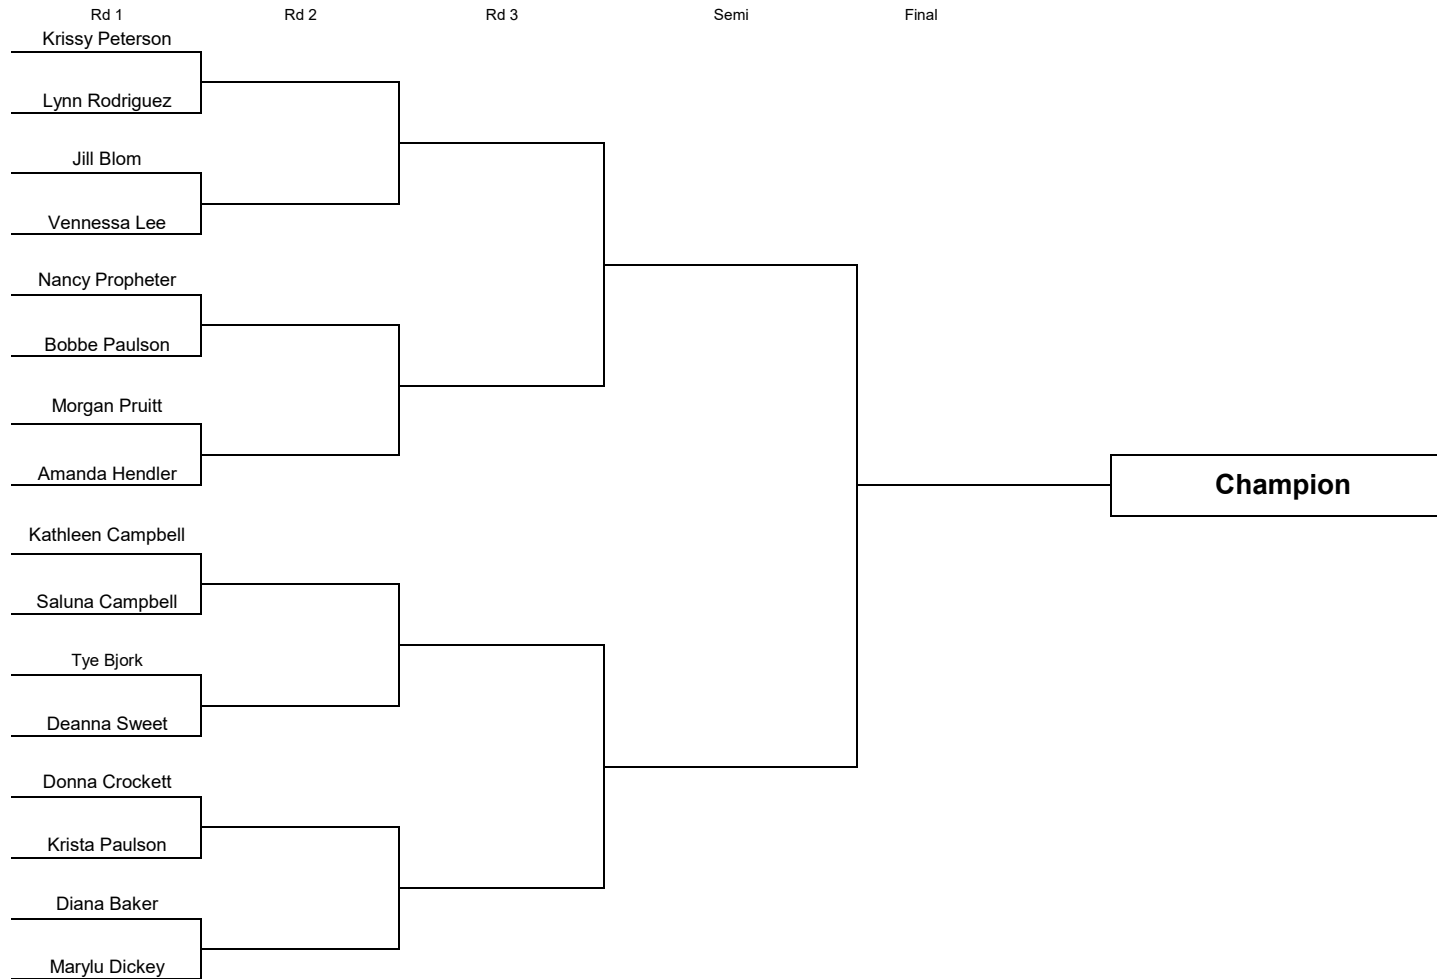 Rd 1 Rd 2 Rd 3 Semi Final
Krissy Peterson
Lynn Rodriguez
Jill Blom
Vennessa Lee
Nancy Propheter
Bobbe Paulson
Morgan Pruitt
Amanda Hendler
Champion
Kathleen Campbell
Saluna Campbell
Tye Bjork
Deanna Sweet
Donna Crockett
Krista Paulson
Diana Baker
Marylu Dickey